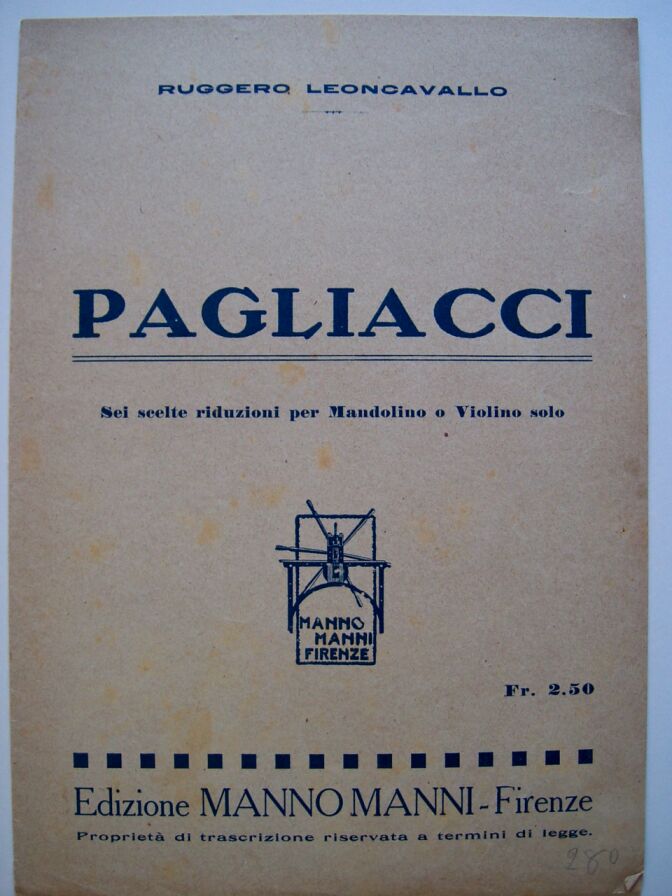 RUGGERO LEONCAVALLO
PAGLIACCI
Sei scelte riduzioni per Mandolino o Violino solo
MANNO
MANNI
FIRENZE
Fr. 2.50
Edizione MANNO MANNI - Firenze
Proprietà di trascrizione riservata a termini di legge.
280